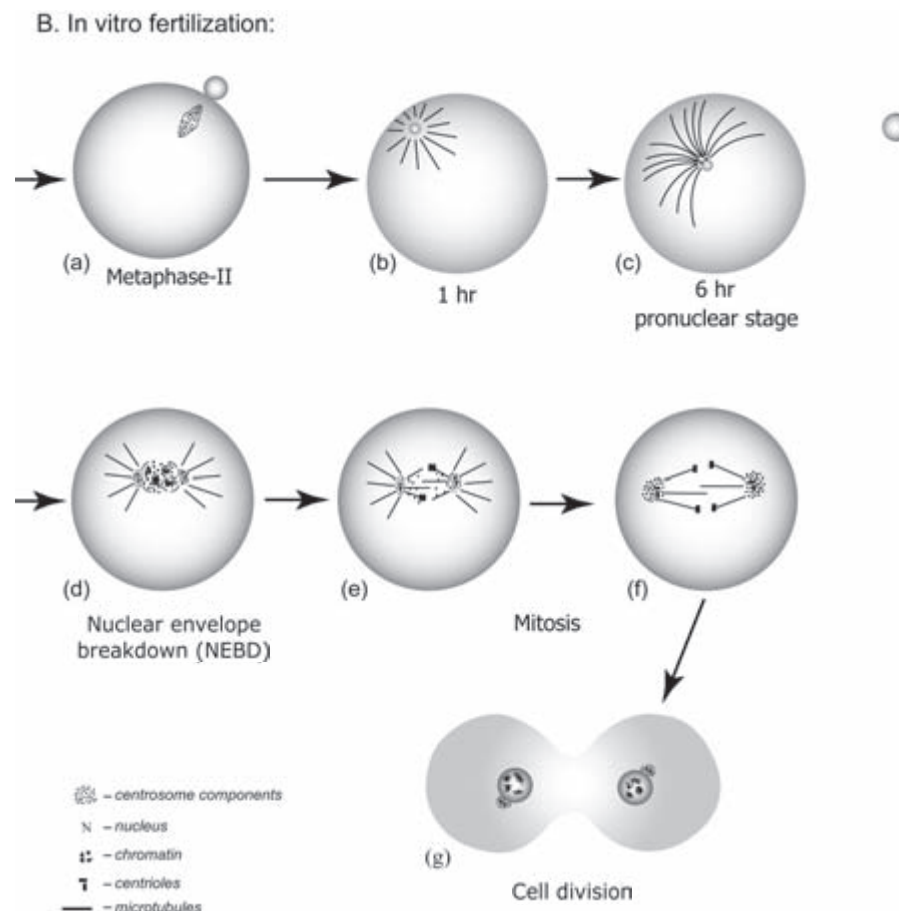 B. In vitro fertilization:
(a)
Metaphase-II
(b)
1 hr
(c)
6 hr
pronuclear stage
(d)
Nuclear envelope
breakdown (NEBD)
(e)
Mitosis
(f)
(g)
Cell division
– centrosome components
N – nucleus
– chromatin
– centrioles
– microtubules